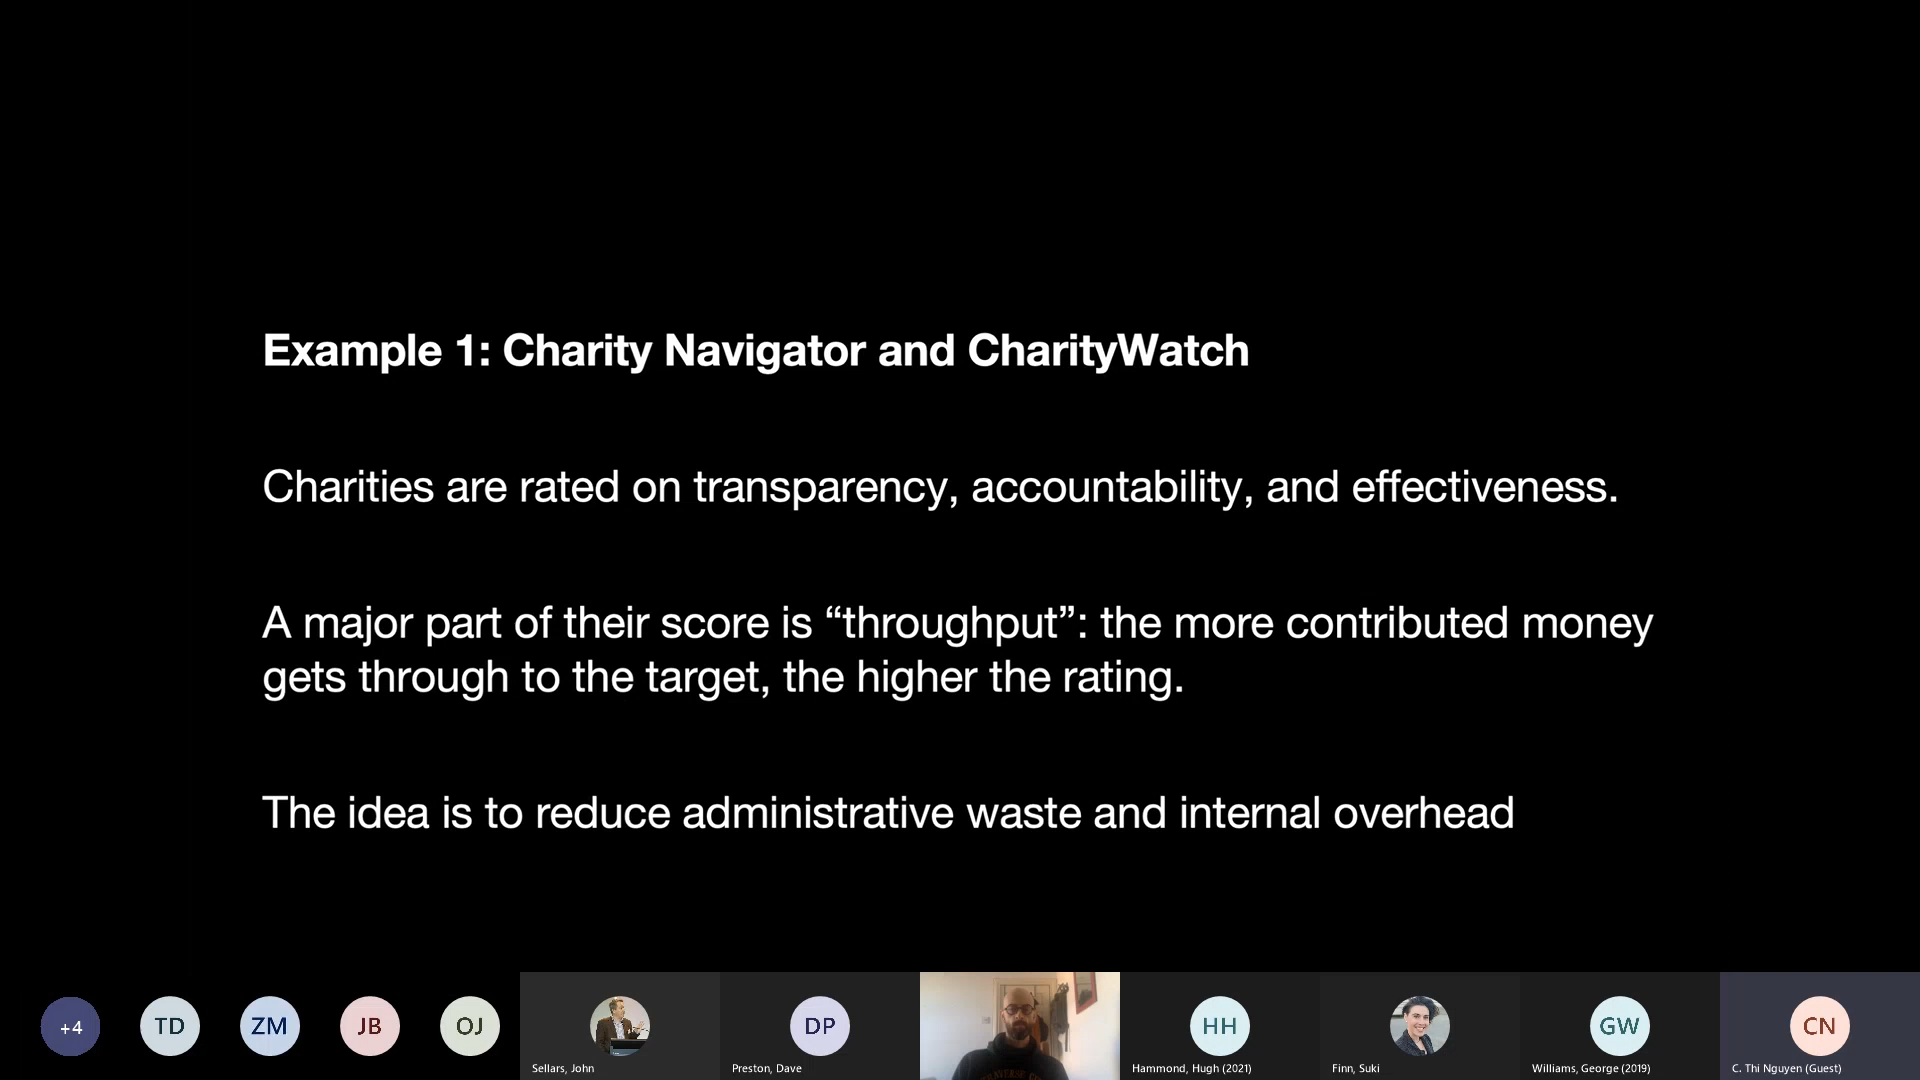 Example 1: Charity Navigator and CharityWatch
Charities are rated on transparency, accountability, and effectiveness.
A major part of their score is “throughput”: the more contributed money
gets through to the target, the higher the rating.
The idea is to reduce administrative waste and internal overhead
+4
TD
ZM
JB
OJ
Sellars, John
DP
Preston, Dave
HH
Hammond, Hugh (2021)
Finn, Suki
GW
Williams, George (2019)
CN
C. Thi Nguyen (Guest)